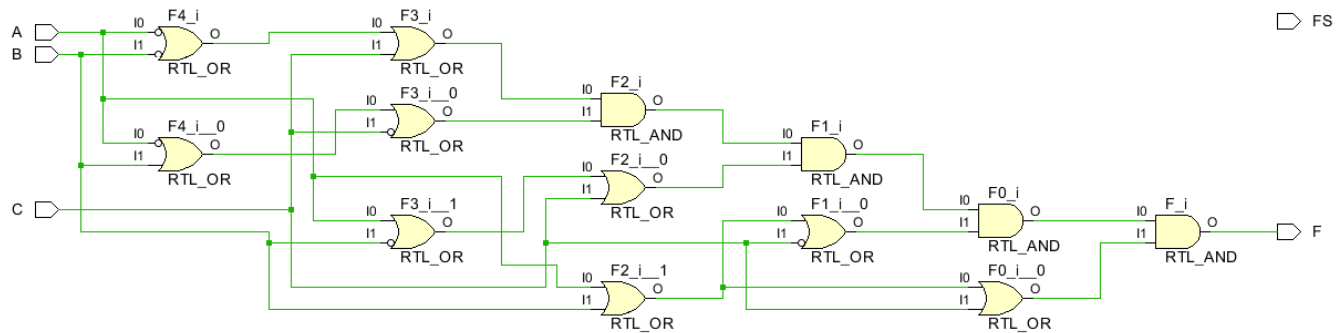 A
B
C
F4_i
I0
I1
O
RTL_OR
F4_i__0
I0
I1
O
RTL_OR
F3_i
I0
I1
O
RTL_OR
F3_i__0
I0
I1
O
RTL_OR
F3_i__1
I0
I1
O
RTL_OR
F2_i
I0
I1
O
RTL_AND
F2_i__0
I0
I1
O
RTL_OR
F2_i__1
I0
I1
O
RTL_OR
F1_i
I0
I1
O
RTL_AND
F1_i__0
I0
I1
O
RTL_OR
F0_i
I0
I1
O
RTL_AND
F0_i__0
I0
I1
O
RTL_OR
F_i
I0
I1
O
RTL_AND
FS
F